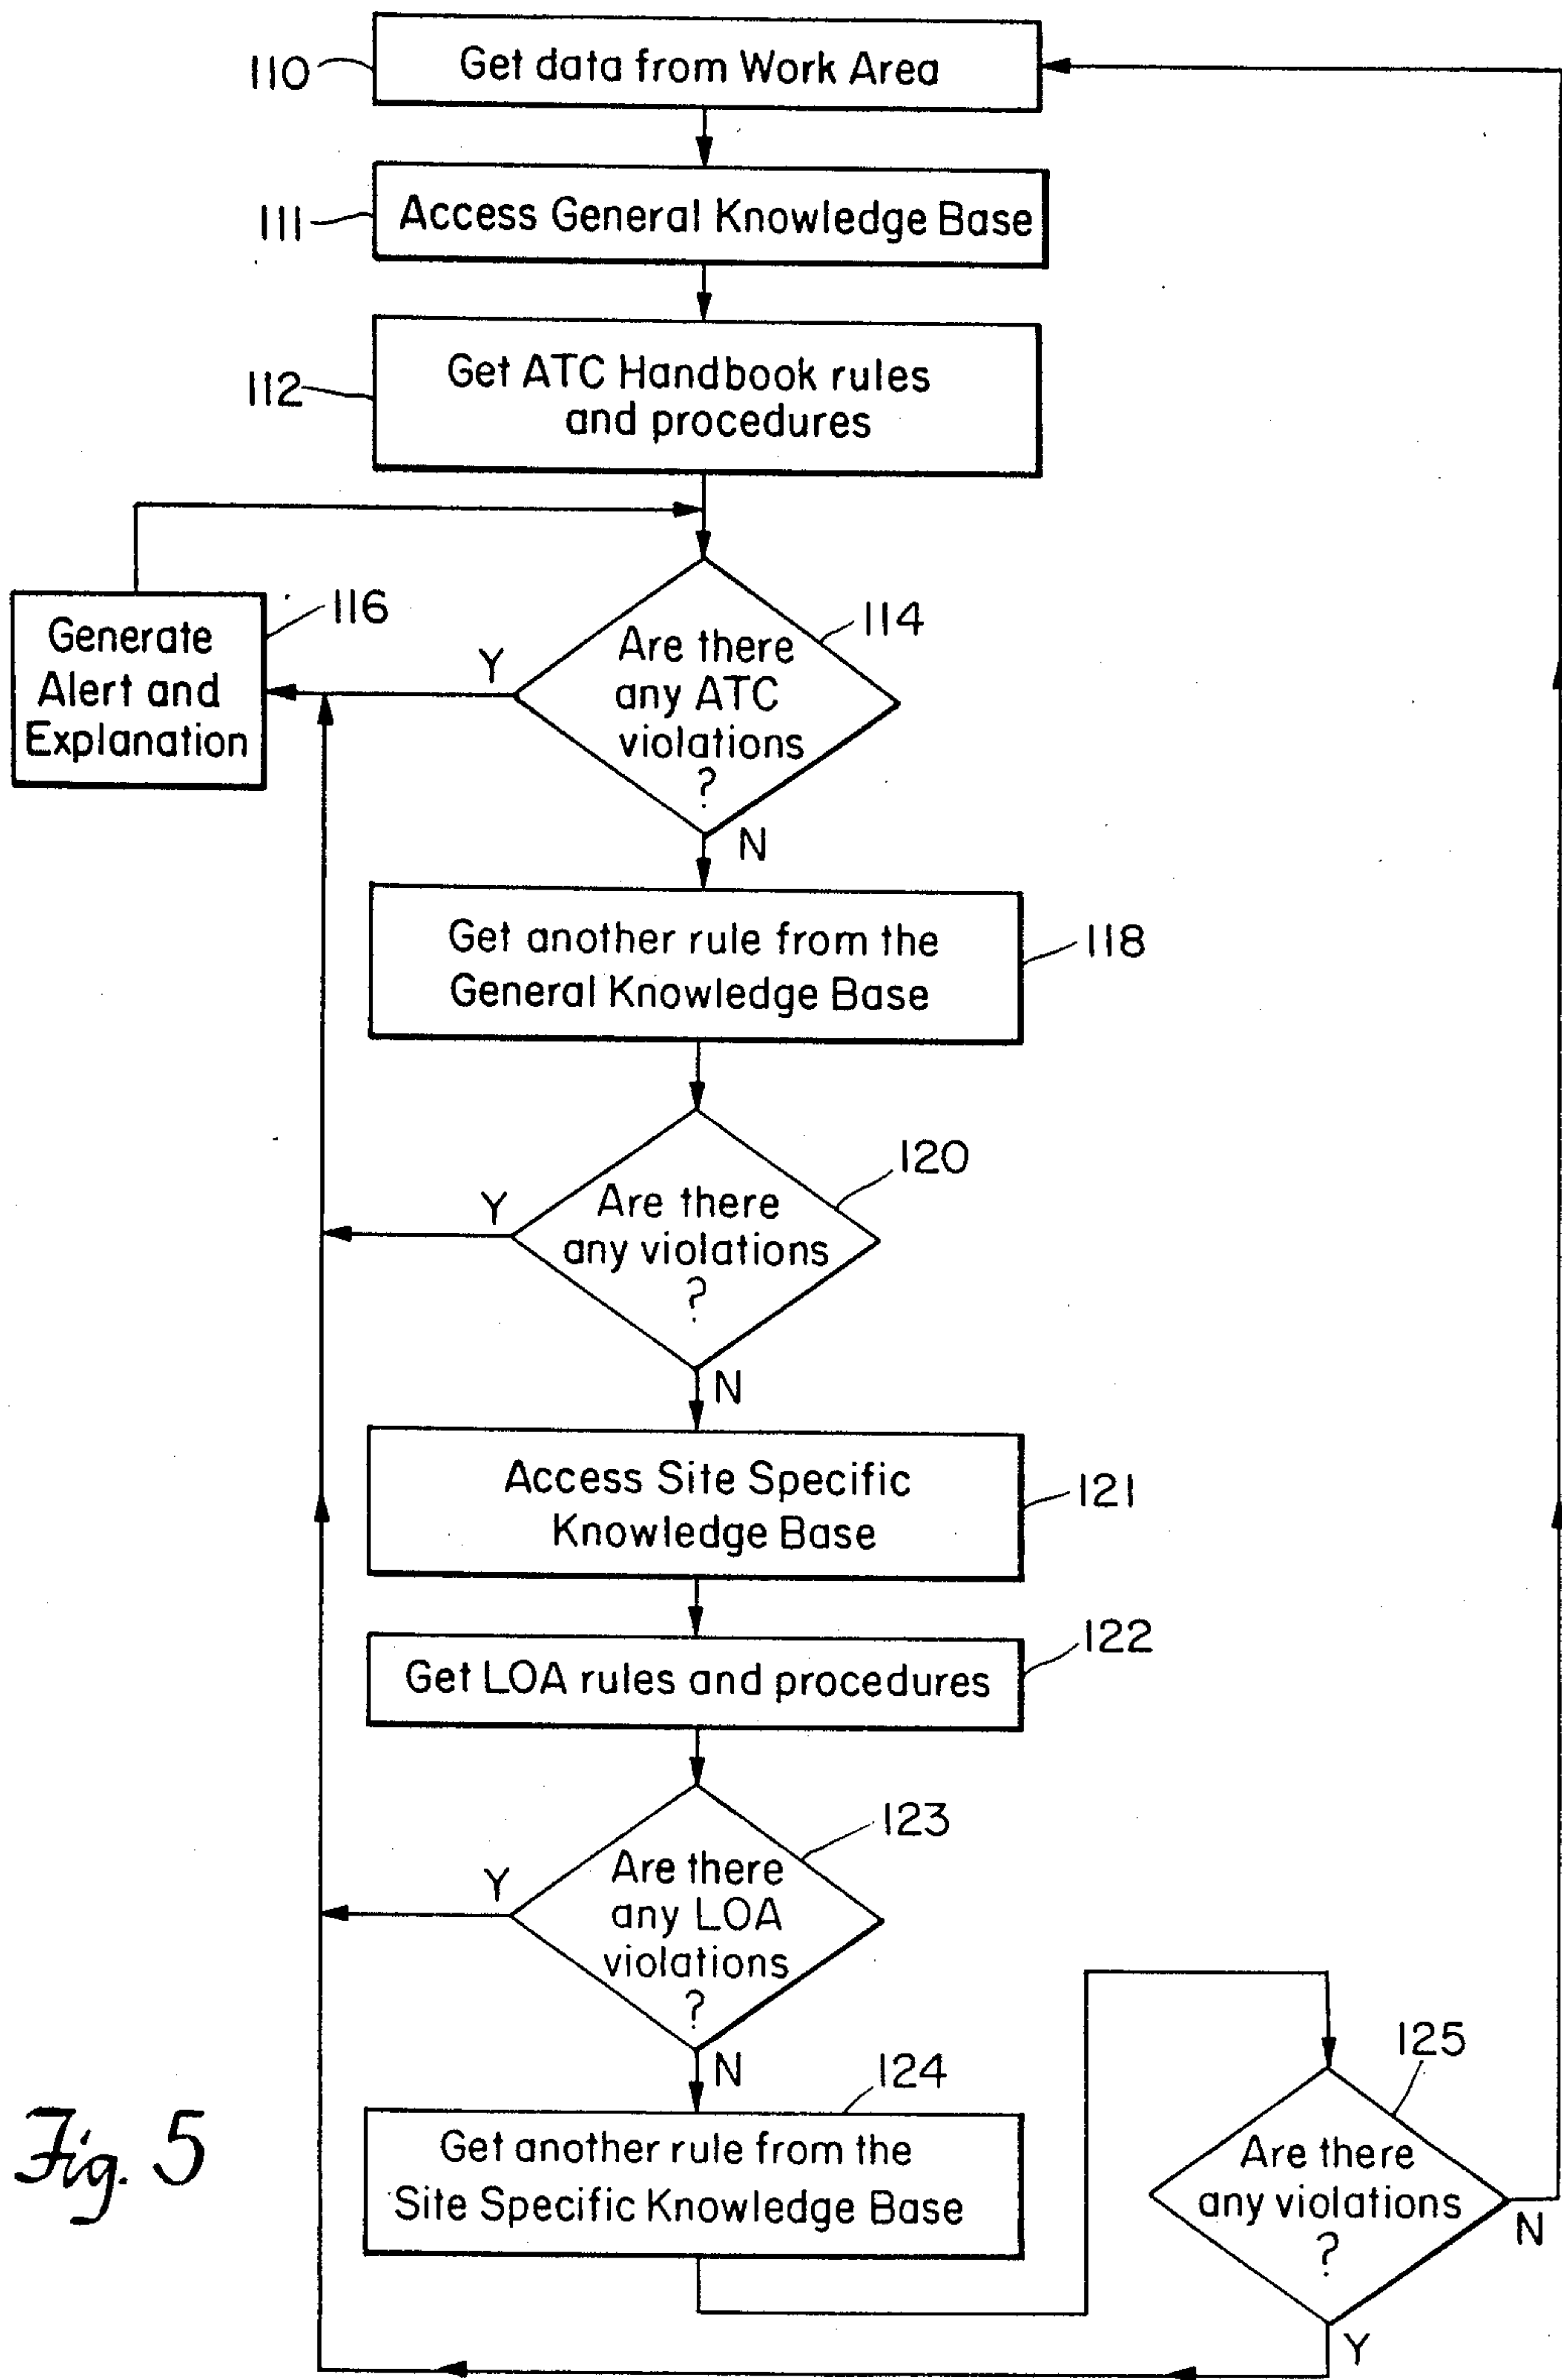 110
Get data from Work Area
111
Access General Knowledge Base
112
Get ATC Handbook rules
and procedures
116
Generate
Alert and
Explanation
114
Are there
any ATC
violations
?
Y
N
118
Get another rule from the
General Knowledge Base
120
Are there
any violations
?
Y
N
121
Access Site Specific
Knowledge Base
122
Get LOA rules and procedures
123
Are there
any LOA
violations
?
Y
N
124
Get another rule from the
Site Specific Knowledge Base
125
Are there
any violations
?
N
Y
Fig. 5